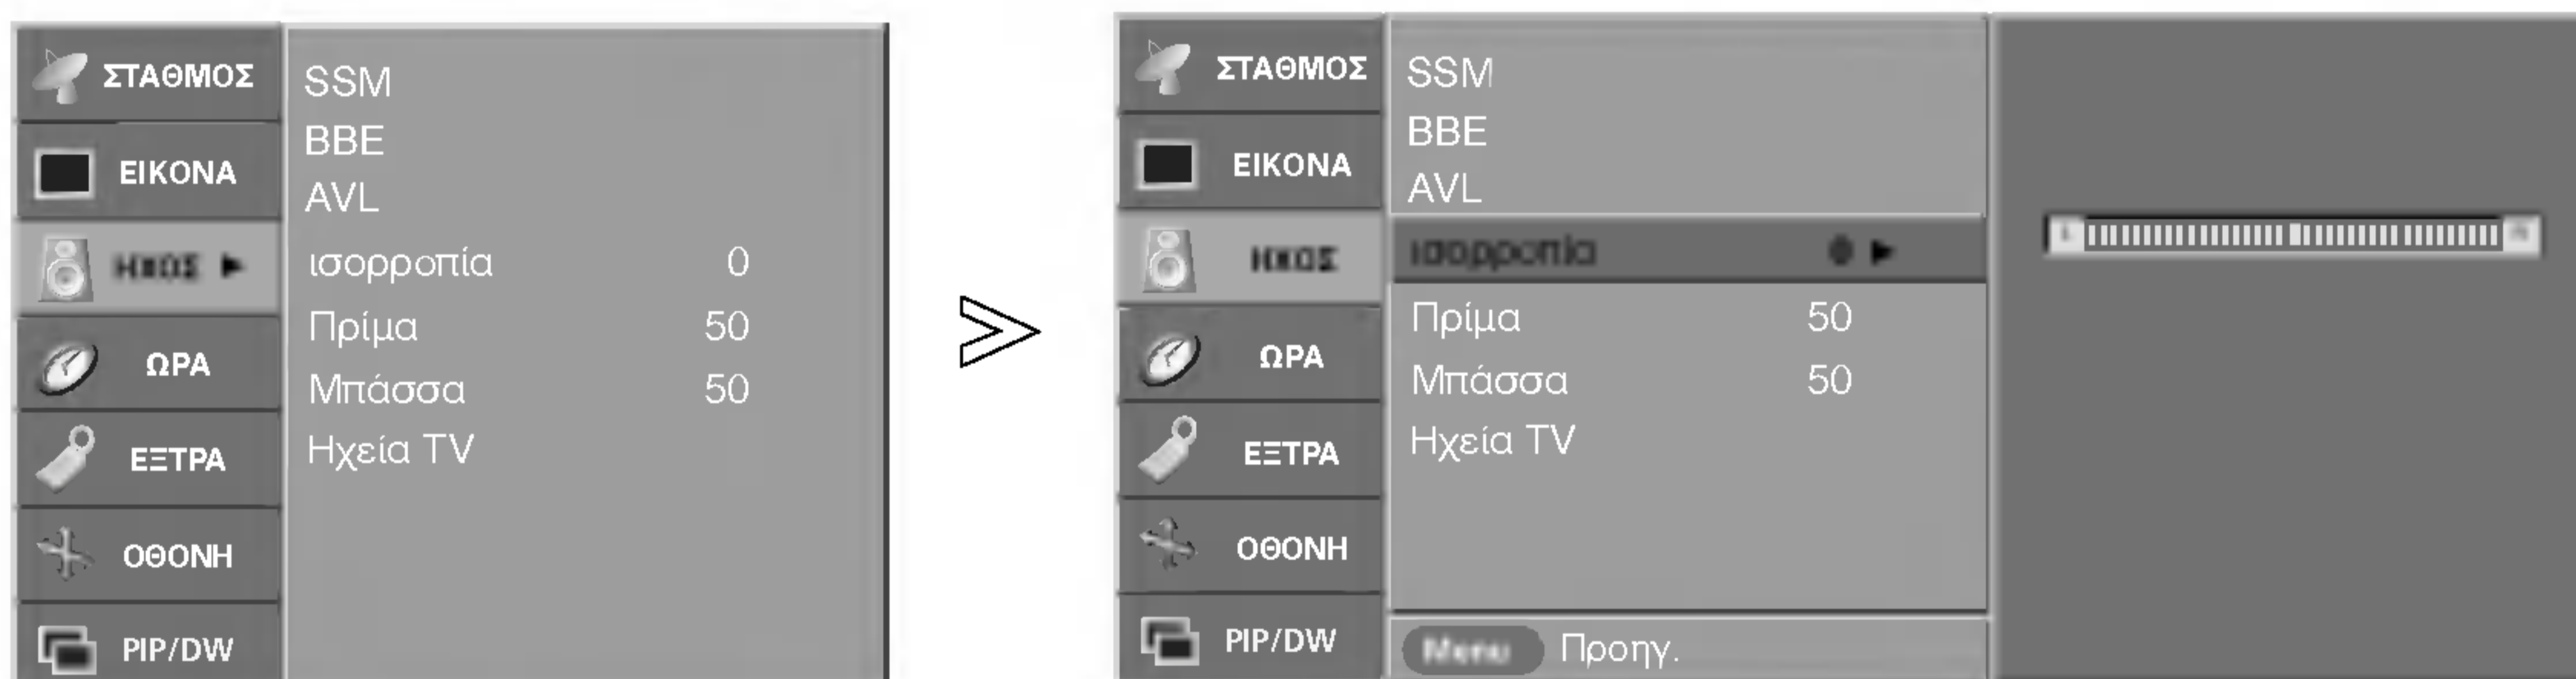 ΣΤΑΘΜΟΣ
ΕΙΚΟΝΑ
ΗΧΟΣ
ΩΡΑ
ΕΞΤΡΑ
ΟΘΟΝΗ
PIP/DW
SSM
BBE
AVL
ισορροπία 0
Πρίμα 50
Μπάσσα 50
Ηχεία TV
ΣΤΑΘΜΟΣ
ΕΙΚΟΝΑ
ΗΧΟΣ
ΩΡΑ
ΕΞΤΡΑ
ΟΘΟΝΗ
PIP/DW
SSM
BBE
AVL
ισορροπία
Πρίμα 50
Μπάσσα 50
Ηχεία TV
Menu Προηγ.